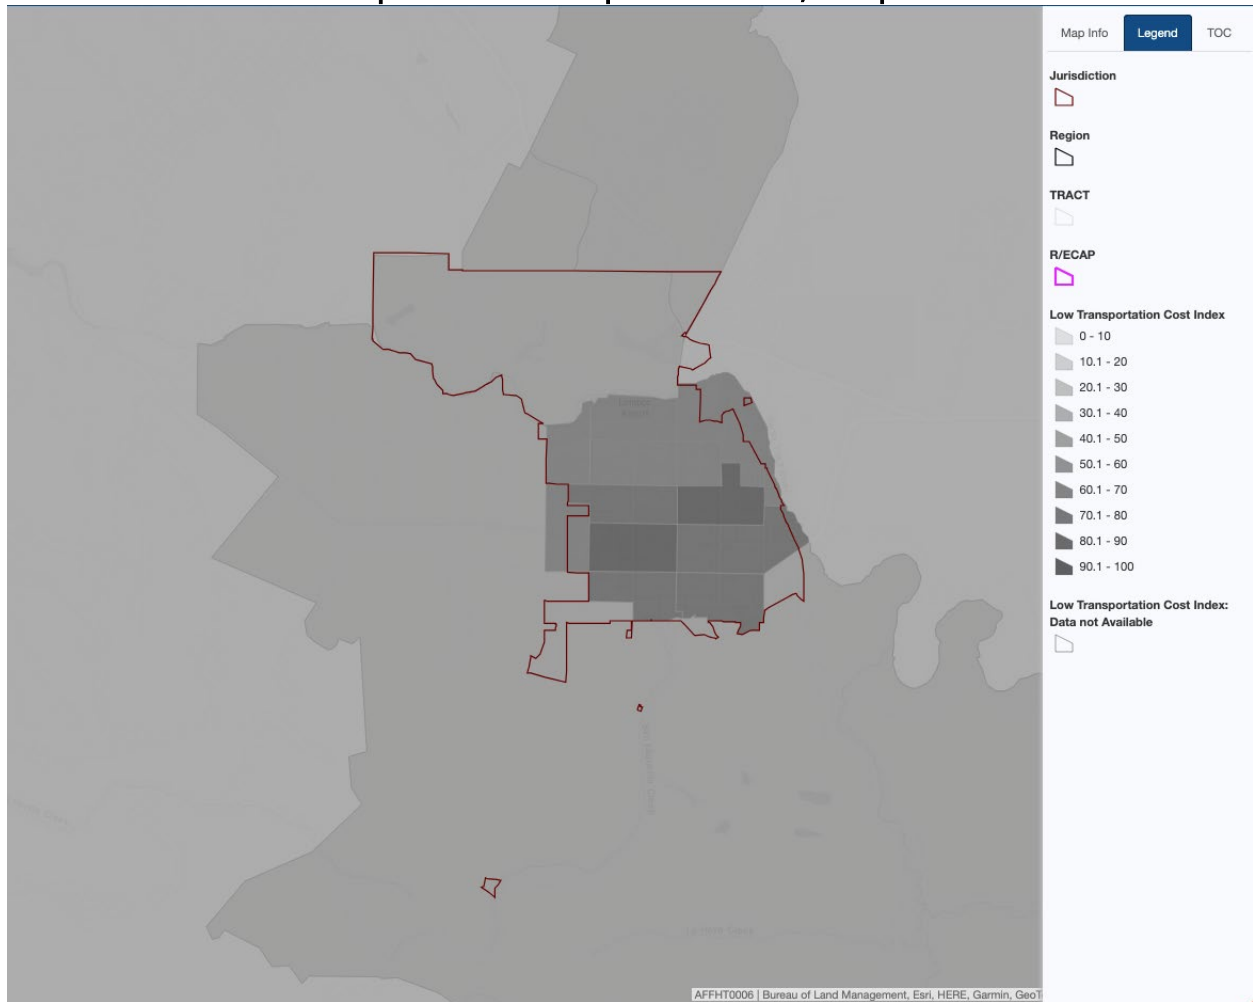 Map Info
Legend
TOC
Jurisdiction
Region
TRACT
R/ECAP
Low Transportation Cost Index
0 - 10
10.1 - 20
20.1 - 30
30.1 - 40
40.1 - 50
50.1 - 60
60.1 - 70
70.1 - 80
80.1 - 90
90.1 - 100
Low Transportation Cost Index:
Data not Available
AFFHT0006 | Bureau of Land Management, Esri, HERE, Garmin, GeoT